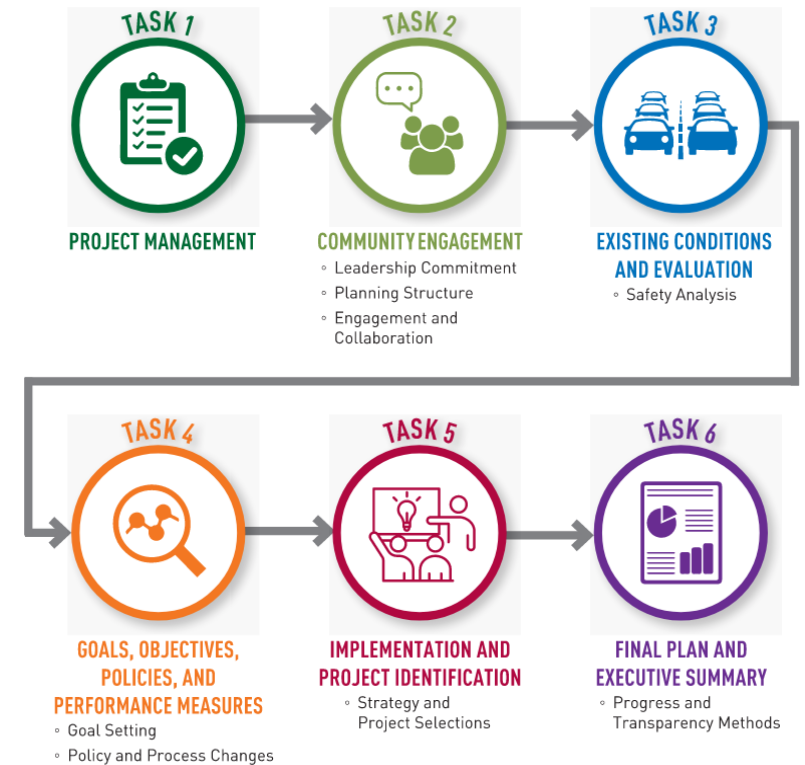 TASK 1
TASK 2
TASK 3
PROJECT MANAGEMENT
COMMUNITY ENGAGEMENT
◦ Leadership Commitment
◦ Planning Structure
◦ Engagement and
Collaboration
EXISTING CONDITIONS
AND EVALUATION
◦ Safety Analysis
TASK 4
TASK 5
TASK 6
GOALS, OBJECTIVES,
POLICIES, AND
PERFORMANCE MEASURES
◦ Goal Setting
◦ Policy and Process Changes
IMPLEMENTATION AND
PROJECT IDENTIFICATION
◦ Strategy and
Project Selections
FINAL PLAN AND
EXECUTIVE SUMMARY
◦ Progress and
Transparency Methods